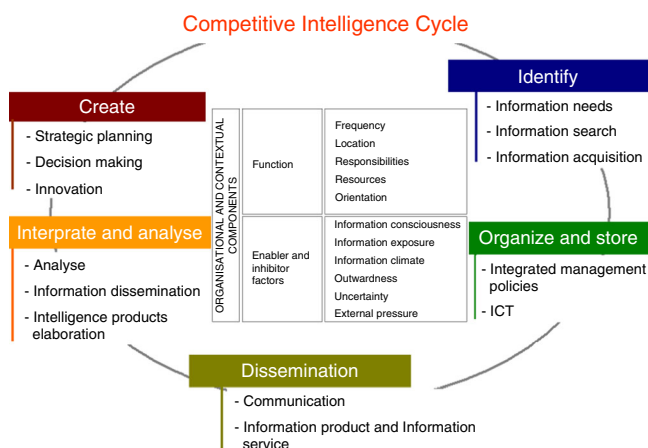 Competitive Intelligence Cycle
Identify
- Information needs
- Information search
- Information acquisition
Create
- Strategic planning
- Decision making
- Innovation
ORGANISATIONAL AND CONTEXTUAL
COMPONENTS
Function
Frequency
Location
Responsibilities
Resources
Orientation
Enabler and
inhibitor
factors
Information consciousness
Information exposure
Information climate
Outwardness
Uncertainty
External pressure
Interprate and analyse
- Analyse
- Information dissemination
- Intelligence products
elaboration
Organize and store
- Integrated management
policies
- ICT
Dissemination
- Communication
- Information product and Information
service